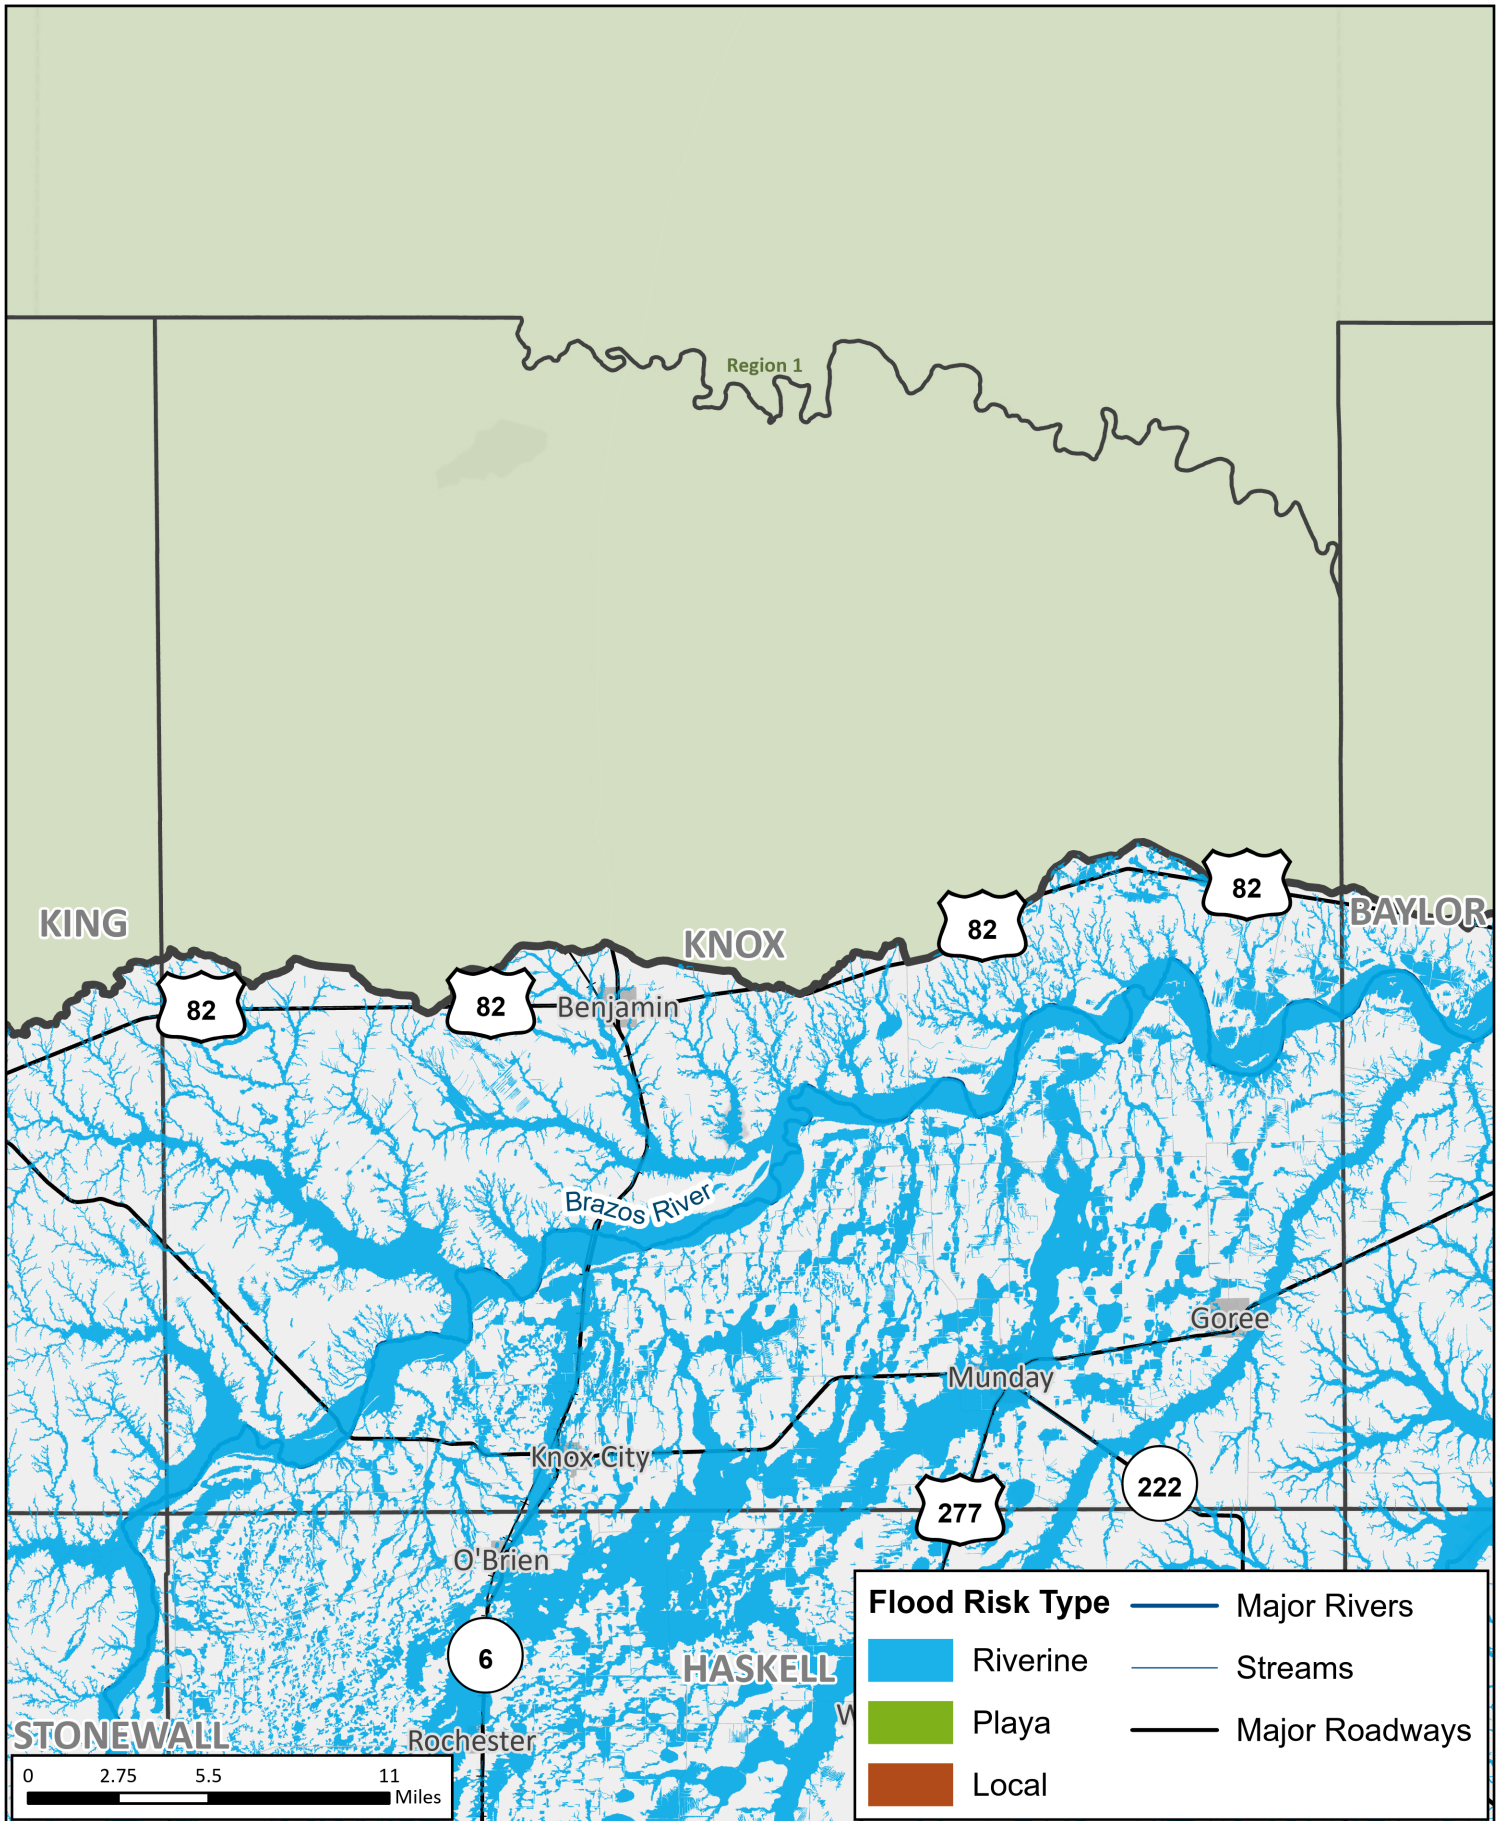 Region 1
KING
KNOX
BAYLOR
82
82
82
82
Benjamin
Brazos River
Goree
Munday
Knox City
277
222
O'Brien
6
HASKELL
Rochester
W
STONEWALL
0 2.75 5.5 11
Miles
Flood Risk Type
Riverine
Playa
Local
Major Rivers
Streams
Major Roadways